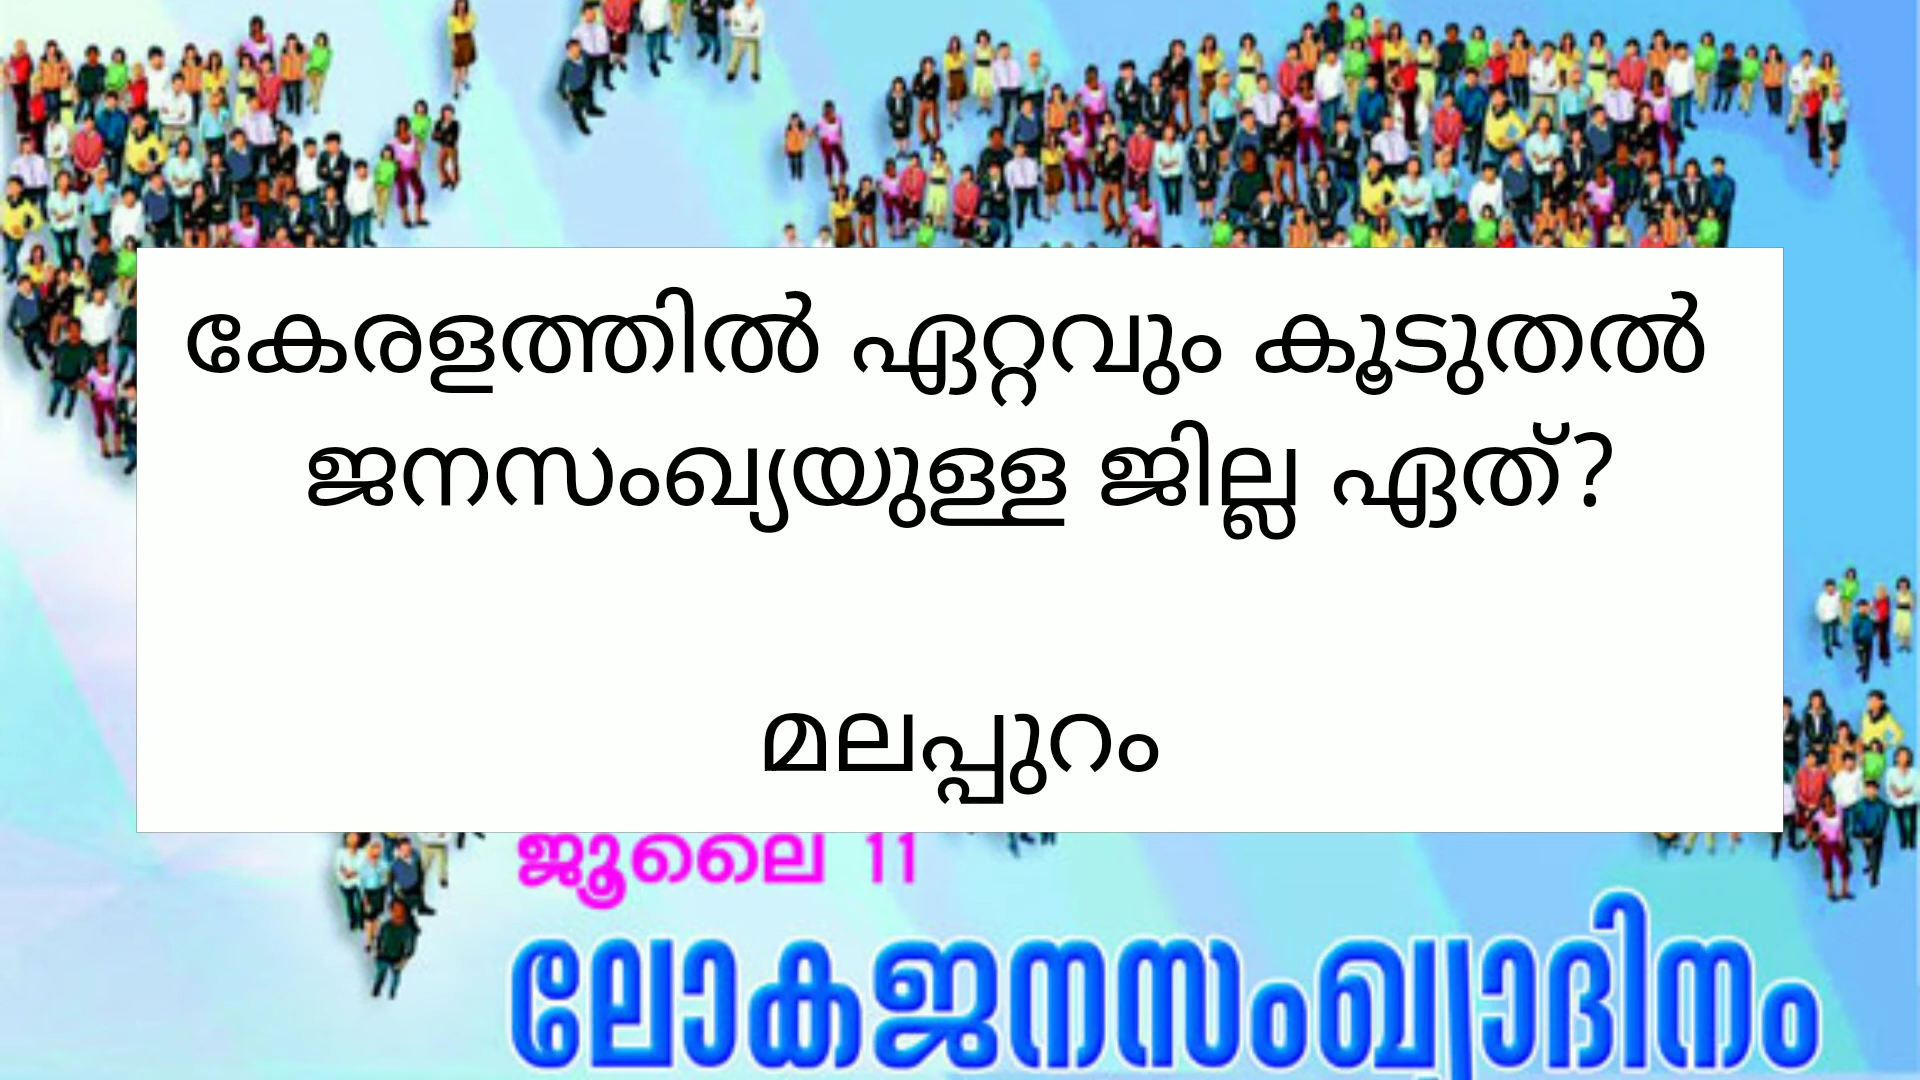 കേരളത്തിൽ ഏറ്റവും കൂടുതൽ
ജനസംഖ്യയുള്ള ജില്ല ഏത്?
മലപ്പുറം
ജൂലൈ 11
ലോകജനസംഖ്യാദിനം